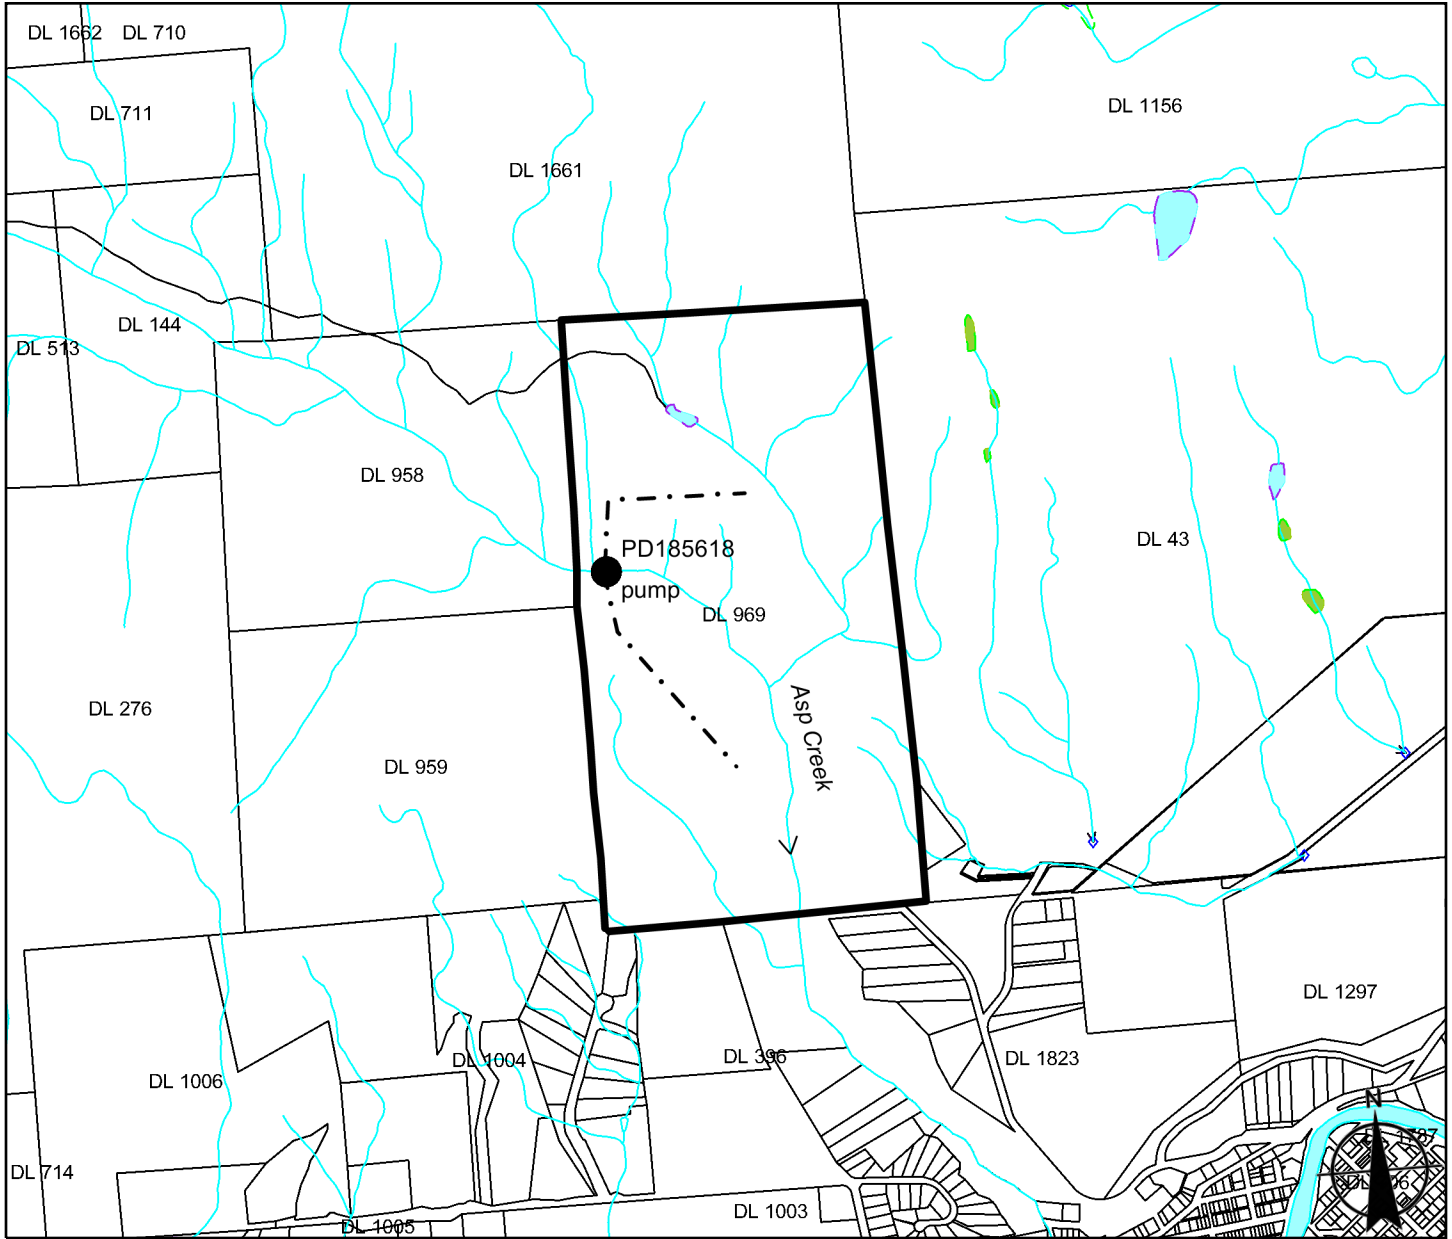 DL 1662
DL 710
DL 711
DL 1156
DL 1661
DL 144
DL 513
DL 958
DL 43
PD185618
pump
DL 969
DL 276
Asp Creek
DL 959
DL 1297
DL 1004
DL 396
DL 1823
DL 1006
N
DL 714
DL 1003
DL 1005